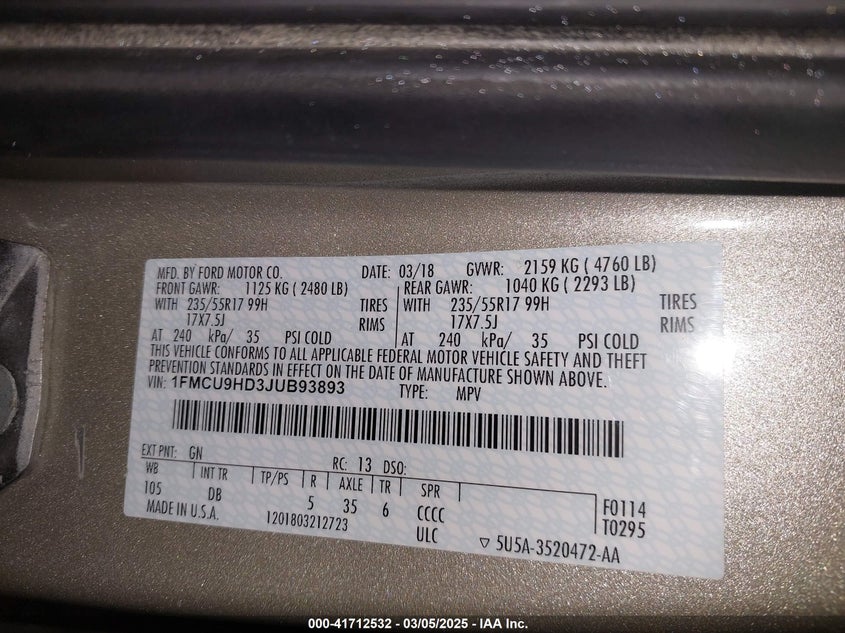 MFD. BY FORD MOTOR CO. DATE: 03/18 GVWR: 2159 KG ( 4760 LB)
FRONT GAWR: 1125 KG ( 2480 LB) REAR GAWR: 1040 KG ( 2293 LB)
WITH 235/55R17 99H TIRES WITH 235/55R17 99H TIRES
17X7.5J RIMS 17X7.5J RIMS
AT 240 kPa/ 35 PSI COLD AT 240 kPa/ 35 PSI COLD
THIS VEHICLE CONFORMS TO ALL APPLICABLE FEDERAL MOTOR VEHICLE SAFETY AND THEFT
PREVENTION STANDARDS IN EFFECT ON THE DATE OF MANUFACTURE SHOWN ABOVE.
VIN: 1FMCU9HD3JUB93893 TYPE: MPV
EXT PNT: GN RC: 13 DSO:
WB INT TR TP/PS R AXLE TR SPR
105 DB 5 35 6 CCCC F0114
MADE IN U.S.A. 1201803212723 ULC T0295
5U5A-3520472-AA
000-41712532 - 03/05/2025 - IAA Inc.